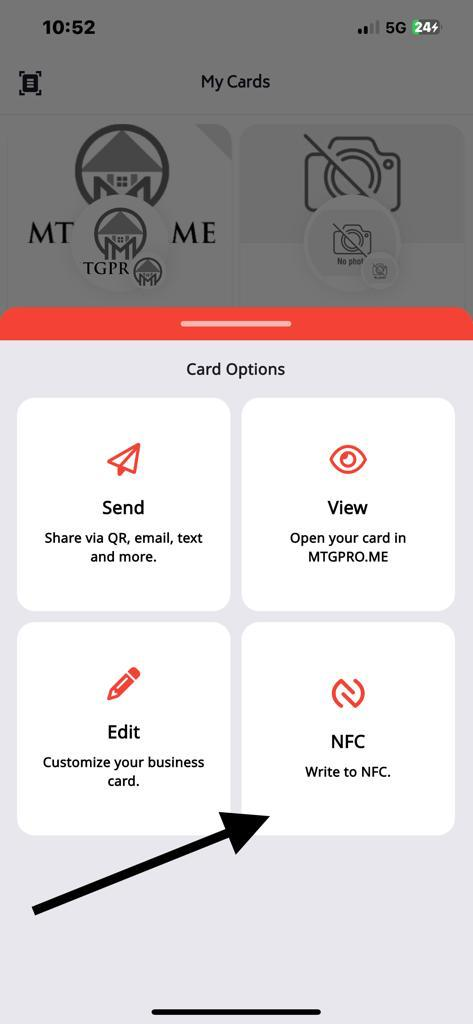 10:52
5G
24
My Cards
MT
ME
TGPR
No phot
Card Options
Send
Share via QR, email, text
and more.
View
Open your card in
MTGPRO.ME
Edit
Customize your business
card.
NFC
Write to NFC.